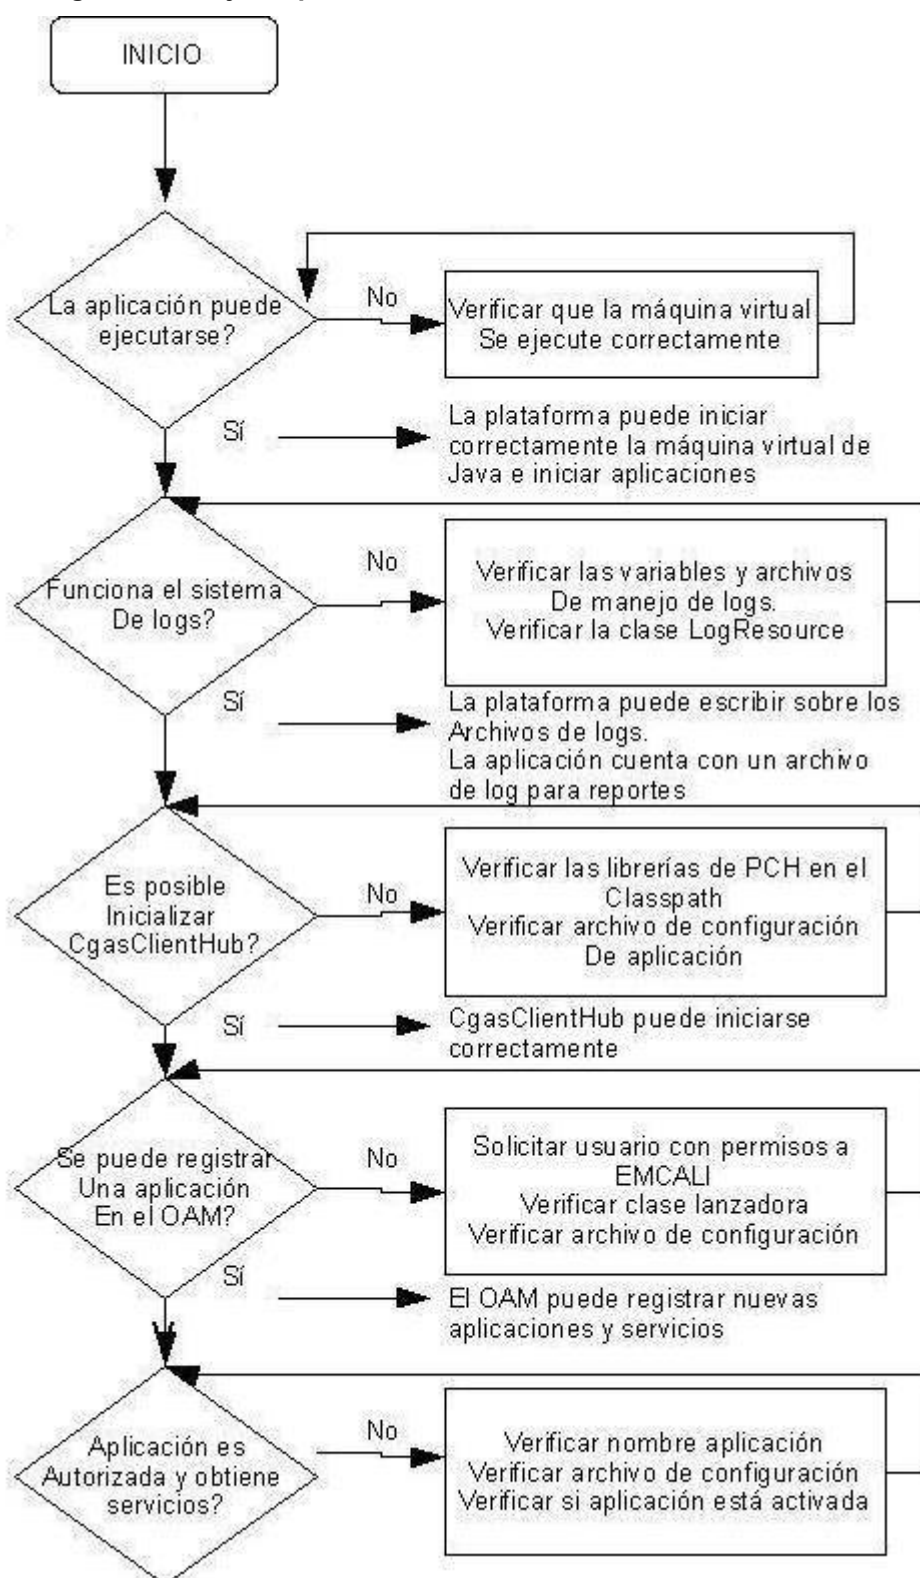 INICIO
La aplicación puede
ejecutarse?
No
Verificar que la máquina virtual
Se ejecute correctamente
Sí
La plataforma puede iniciar
correctamente la máquina virtual de
Java e iniciar aplicaciones
Funciona el sistema
De logs?
No
Verificar las variables y archivos
De manejo de logs.
Verificar la clase LogResource
Sí
La plataforma puede escribir sobre los
Archivos de logs.
La aplicación cuenta con un archivo
de log para reportes
Es posible
Inicializar
CgasClientHub?
No
Verificar las librerías de PCH en el
Classpath
Verificar archivo de configuración
De aplicación
Sí
CgasClientHub puede iniciarse
correctamente
Se puede registrar
Una aplicación
En el OAM?
No
Solicitar usuario con permisos a
EMCALI
Verificar clase lanzadora
Verificar archivo de configuración
Sí
El OAM puede registrar nuevas
aplicaciones y servicios
Aplicación es
Autorizada y obtiene
servicios?
No
Verificar nombre aplicación
Verificar archivo de configuración
Verificar si aplicación está activada